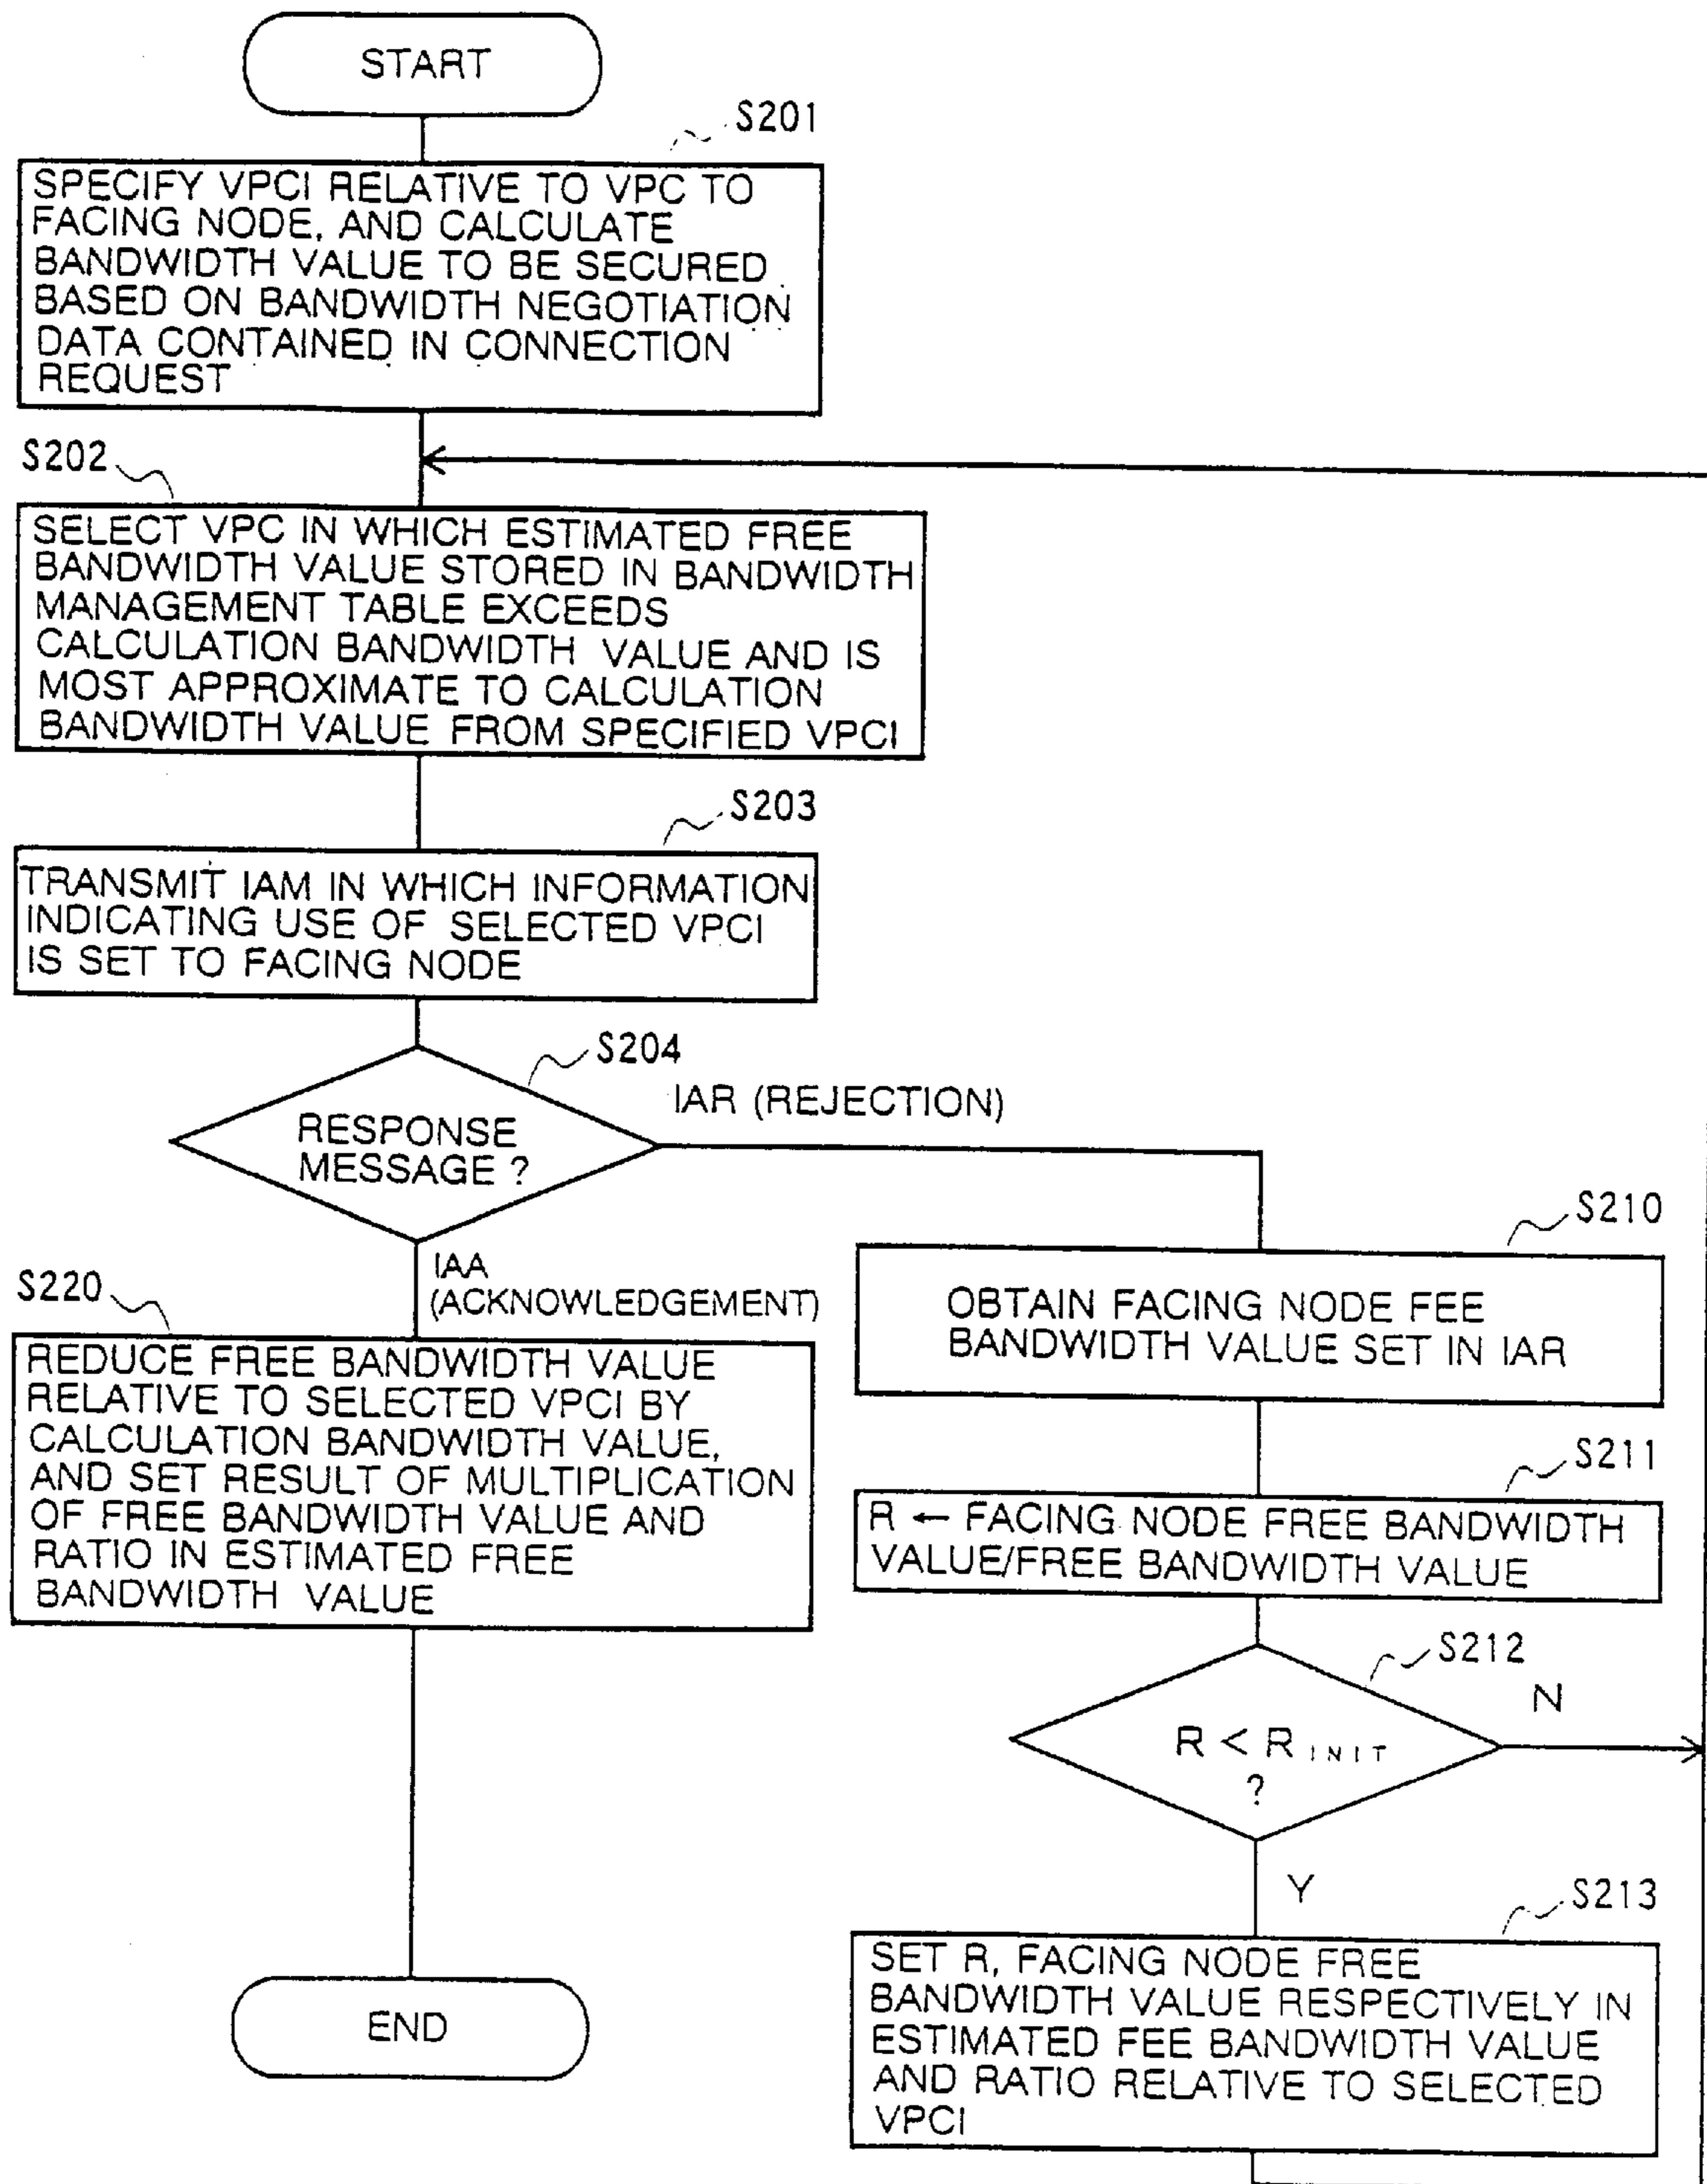 START
S201
SPECIFY VPCI RELATIVE TO VPC TO
FACING NODE, AND CALCULATE
BANDWIDTH VALUE TO BE SECURED
BASED ON BANDWIDTH NEGOTIATION
DATA CONTAINED IN CONNECTION
REQUEST
S202
SELECT VPC IN WHICH ESTIMATED FREE
BANDWIDTH VALUE STORED IN BANDWIDTH
MANAGEMENT TABLE EXCEEDS
CALCULATION BANDWIDTH VALUE AND IS
MOST APPROXIMATE TO CALCULATION
BANDWIDTH VALUE FROM SPECIFIED VPCI
S203
TRANSMIT IAM IN WHICH INFORMATION
INDICATING USE OF SELECTED VPCI
IS SET TO FACING NODE
S204
RESPONSE
MESSAGE ?
IAR (REJECTION)
IAA
(ACKNOWLEDGEMENT)
S220
REDUCE FREE BANDWIDTH VALUE
RELATIVE TO SELECTED VPCI BY
CALCULATION BANDWIDTH VALUE,
AND SET RESULT OF MULTIPLICATION
OF FREE BANDWIDTH VALUE AND
RATIO IN ESTIMATED FREE
BANDWIDTH VALUE
END
S210
OBTAIN FACING NODE FEE
BANDWIDTH VALUE SET IN IAR
S211
R ← FACING NODE FREE BANDWIDTH
VALUE/FREE BANDWIDTH VALUE
S212
R < R INIT
?
N
Y
S213
SET R, FACING NODE FREE
BANDWIDTH VALUE RESPECTIVELY IN
ESTIMATED FEE BANDWIDTH VALUE
AND RATIO RELATIVE TO SELECTED
VPCI